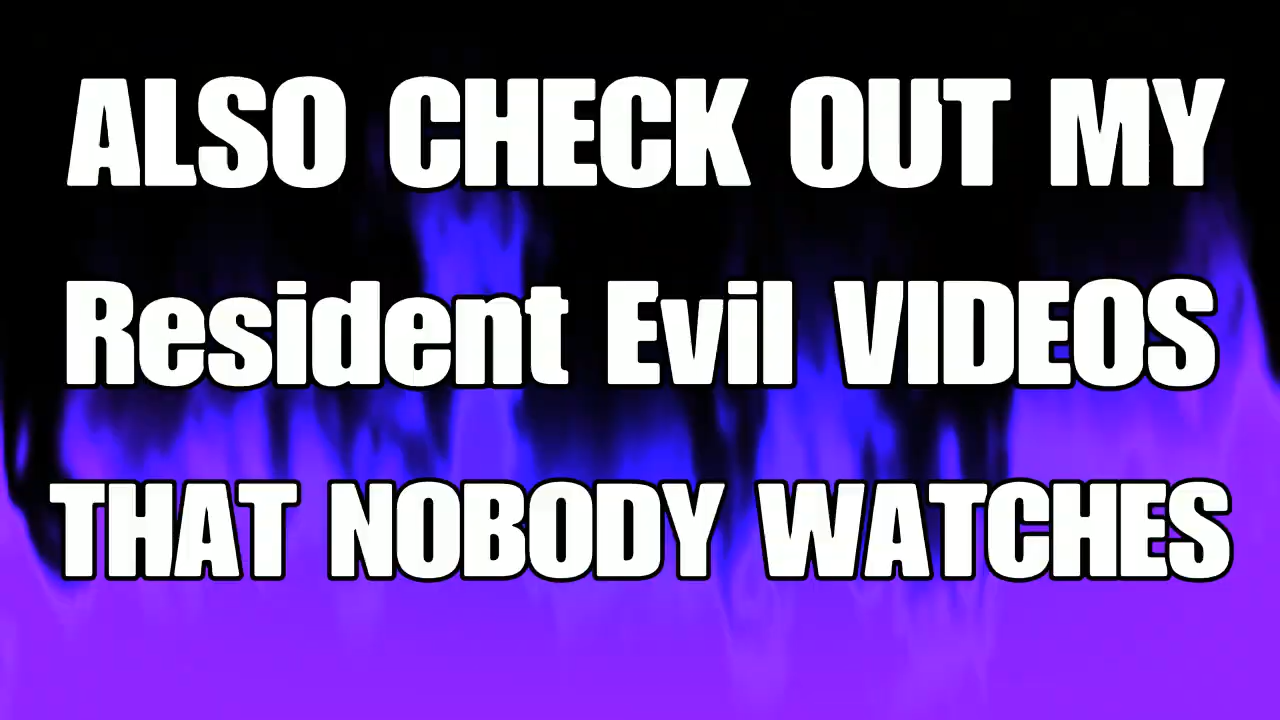 ALSO CHECK OUT MY
Resident Evil VIDEOS
THAT NOBODY WATCHES